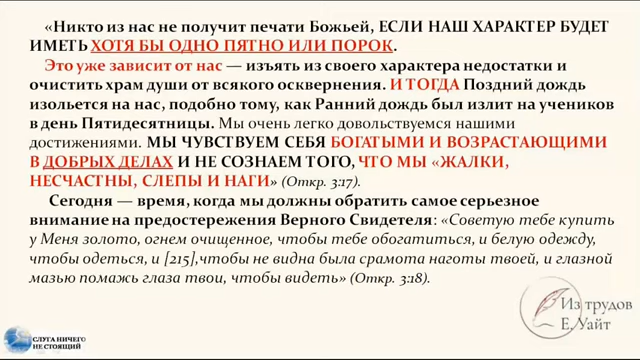 «Никто из нас не получит печати Божьей, ЕСЛИ НАШ ХАРАКТЕР БУДЕТ
ИМЕТЬ ХОТЯ БЫ ОДНО ПЯТНО ИЛИ ПОРОК.
Это уже зависит от нас — изъять из своего характера недостатки и
очистить храм души от всякого осквернения. И ТОГДА Поздний дождь
изольется на нас, подобно тому, как Ранний дождь был излит на учеников
в день Пятидесятницы. Мы очень легко довольствуемся нашими
достижениями. МЫ ЧУВСТВУЕМ СЕБЯ БОГАТЫМИ И ВОЗРАСТАЮЩИМИ
В ДОБРЫХ ДЕЛАХ И НЕ СОЗНАЕМ ТОГО, ЧТО МЫ «ЖАЛКИ,
НЕСЧАСТНЫ, СЛЕПЫ И НАГИ» (Откр. 3:17).
Сегодня — время, когда мы должны обратить самое серьезное
внимание на предостережения Верного Свидетеля: «Советую тебе купить
у Меня золото, огнем очищенное, чтобы тебе обогатиться, и белую одежду,
чтобы одеться, и [215],чтобы не видна была срамота наготы твоей, и глазной
мазью помажь глаза твои, чтобы видеть» (Откр. 3:18).
Из трудов
Е. Уайт
СЛУГА НИЧЕГО
НЕ СТОЯЩИЙ